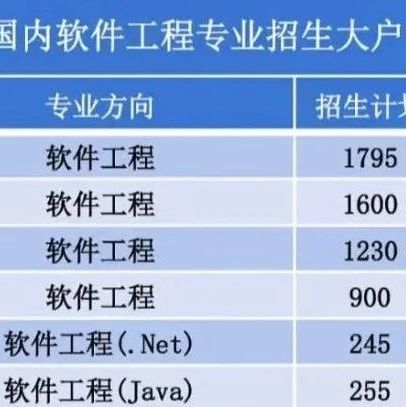 国内软件工程专业招生大户
专业方向 招生计划
软件工程 1795
软件工程 1600
软件工程 1230
软件工程 900
软件工程(.Net) 245
软件工程(Java) 255